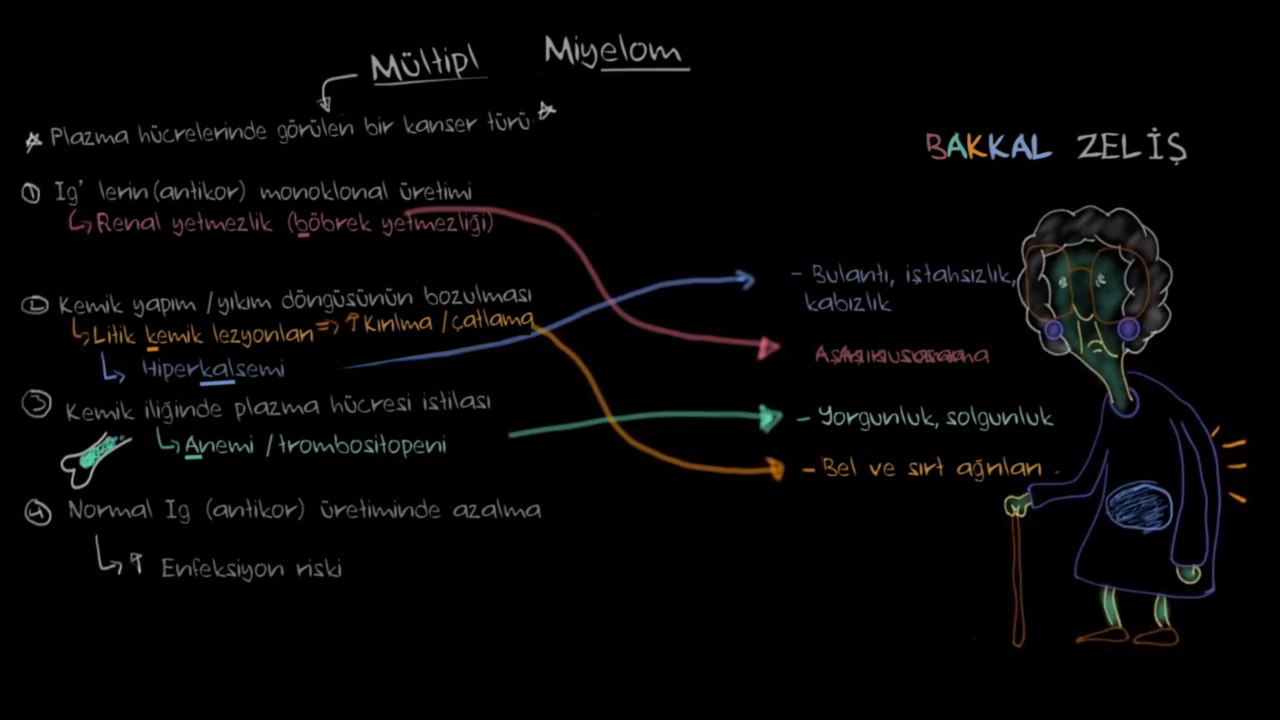 Mültipl Miyelom
Plazma hücrelerinde görülen bir kanser türü
BAKKAL ZELİŞ
① Ig' lerin (antikor) monoklonal üretimi
Renal yetmezlik (böbrek yetmezliği)
② Kemik yapım / yıkım döngüsünün bozulması
Litik kemik lezyonları => ↑ Kırılma / çatlama
Hiperkalsemi
③ Kemik iliğinde plazma hücresi istilası
Anemi / trombositopeni
④ Normal Ig (antikor) üretiminde azalma
↑ Enfeksiyon riski
- Bulantı, iştahsızlık,
kabızlık
- Yorgunluk, solgunluk
- Bel ve sırt ağrıları